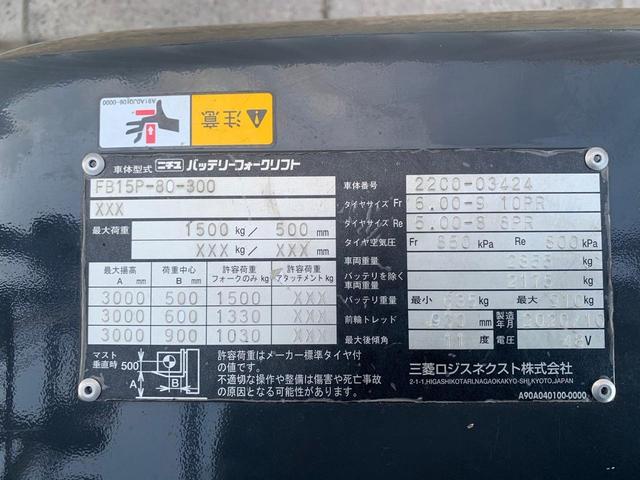 A91ADJQ106-0000
注意
車体型式 ニチユ バッテリーフォークリフト
FB15P-80-300
XXX
最大荷重 1500 kg/ 500 mm
XXX kg/ XXX mm
最大揚高 A mm 荷重中心 B mm 許容荷重 フォークのみ kg 許容荷重 アタッチメント kg
3000 500 1500 XXX
3000 600 1330 XXX
3000 900 1030 XXX
マスト垂直時 500 A B
許容荷重はメーカー標準タイヤ付
の値です。
不適切な操作や整備は傷害や死亡事故
の原因となる可能性があります。
車体番号 2200-03424
タイヤサイズ Fr 6.00-9 10PR
タイヤサイズ Re 5.00-8 8PR
タイヤ空気圧 Fr 850 kPa Re 800 kPa
車両重量 kg
バッテリを除く
車両重量 kg
バッテリ重量 最小 kg 最大 kg
前輪トレッド mm 製造年月 2020/10
最大後傾角 11 度 電圧 48 V
三菱ロジスネクスト株式会社
2-1-1,HIGASHIKOTARI,NAGAOKAKYO-SHI,KYOTO,JAPAN
A90A040100-0000